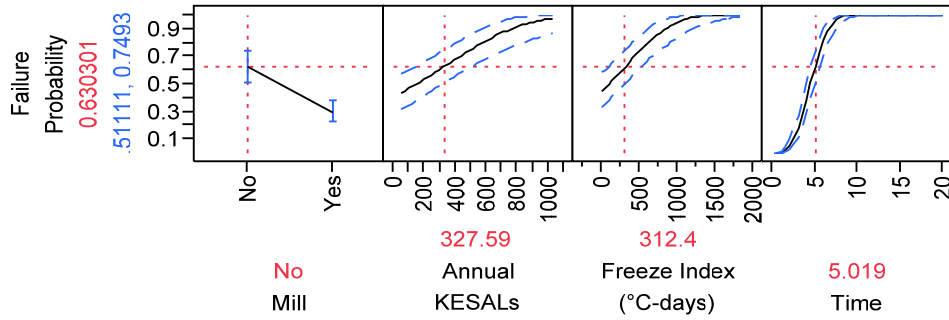 Failure
Probability
0.630301
.51111, 0.7493
0.9
0.7
0.5
0.3
0.1
No
Yes
0
200
400
600
800
1000
0
500
1000
1500
2000
0
5
10
15
20
No
Mill
327.59
Annual
KESALs
312.4
Freeze Index
(°C-days)
5.019
Time